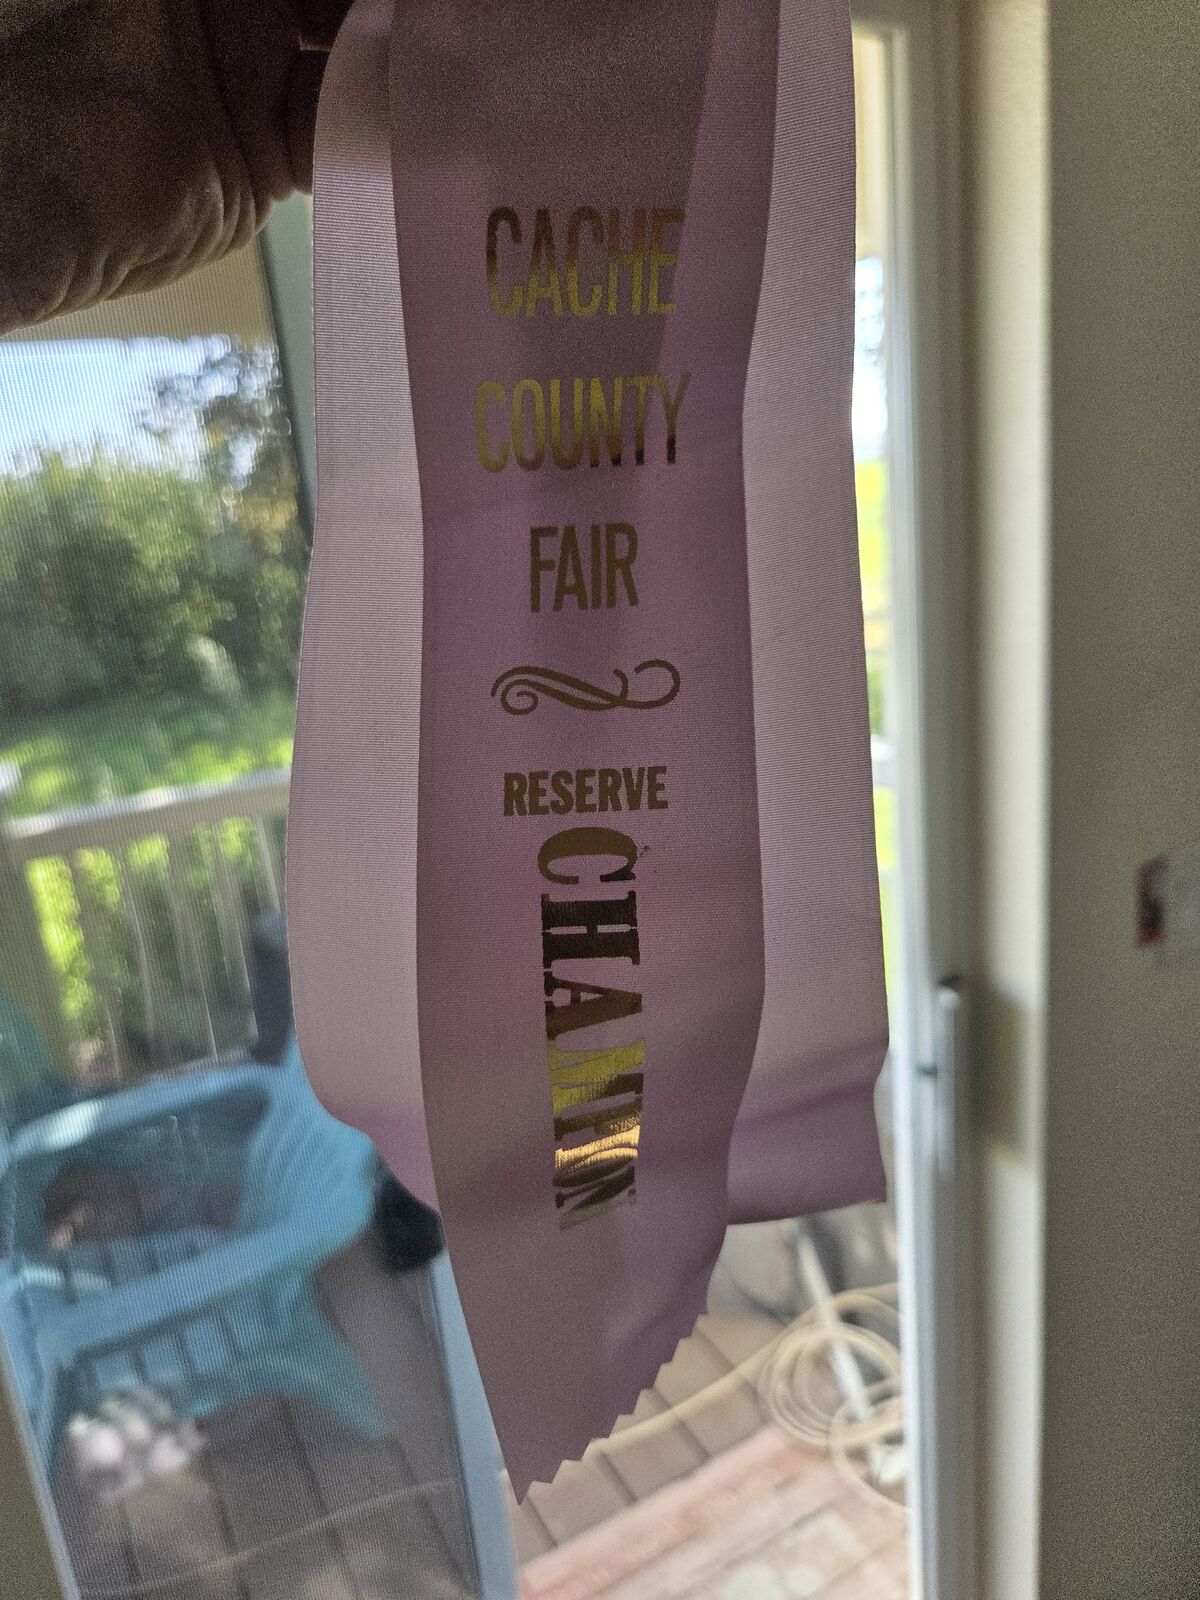 CACHE
COUNTY
FAIR
RESERVE
CHAMPION